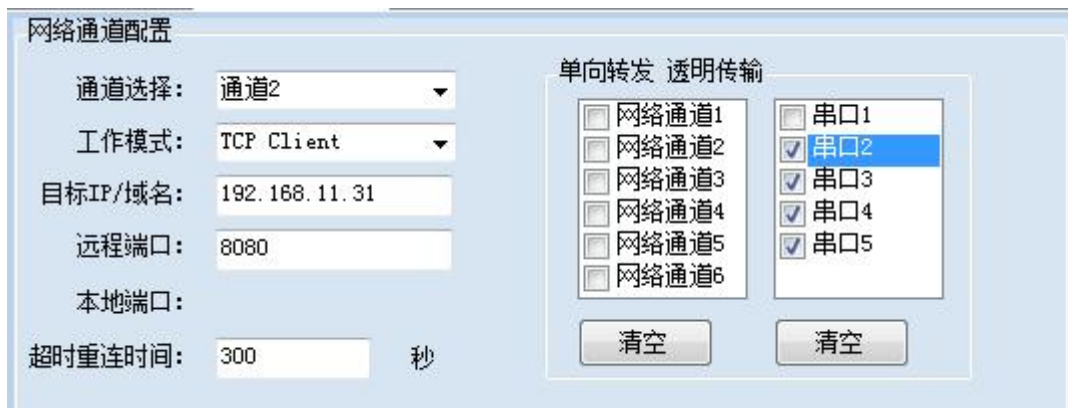 网络通道配置
通道选择: 通道2
工作模式: TCP Client
目标IP/域名: 192.168.11.31
远程端口: 8080
本地端口:
超时重连时间: 300 秒
单向转发 透明传输
网络通道1
网络通道2
网络通道3
网络通道4
网络通道5
网络通道6
清空
串口1
串口2
串口3
串口4
串口5
清空